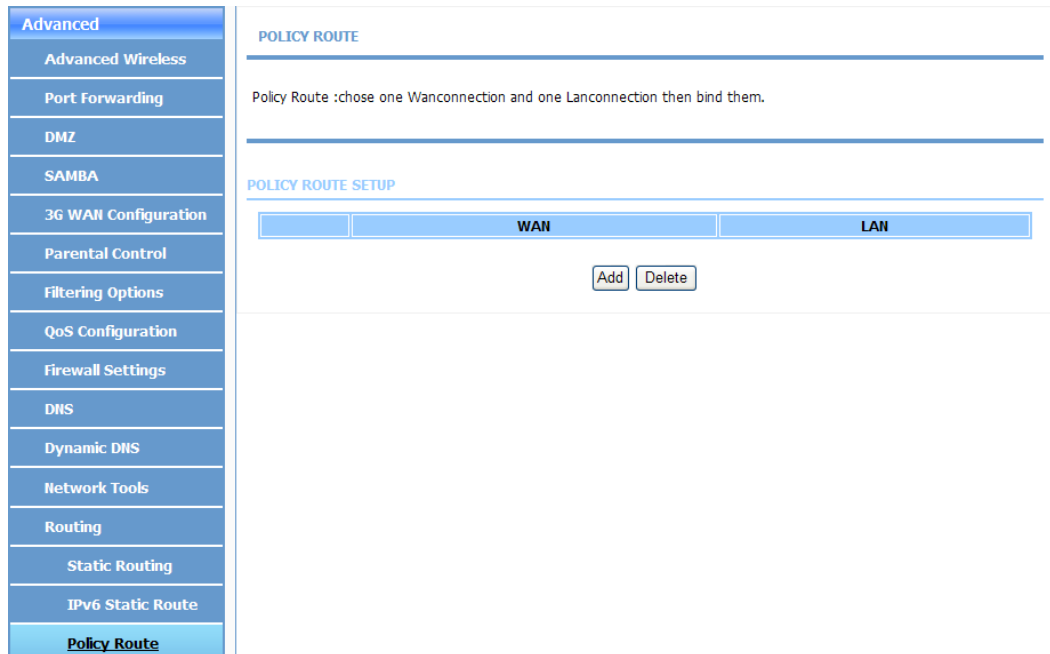 Advanced
Advanced Wireless
Port Forwarding
DMZ
SAMBA
3G WAN Configuration
Parental Control
Filtering Options
QoS Configuration
Firewall Settings
DNS
Dynamic DNS
Network Tools
Routing
Static Routing
IPv6 Static Route
Policy Route
POLICY ROUTE
Policy Route :chose one Wanconnection and one Lanconnection then bind them.
POLICY ROUTE SETUP
WAN LAN
Add Delete